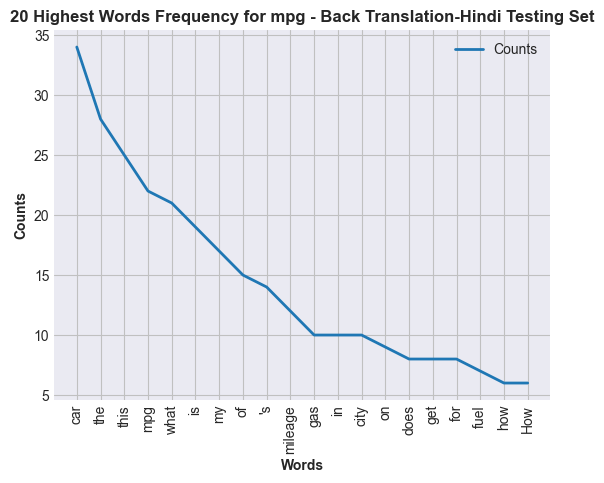 20 Highest Words Frequency for mpg - Back Translation-Hindi Testing Set
Counts
35
30
25
20
15
10
5
Counts
car
the
this
mpg
what
is
my
of
's
mileage
gas
in
city
on
does
get
for
fuel
how
How
Words